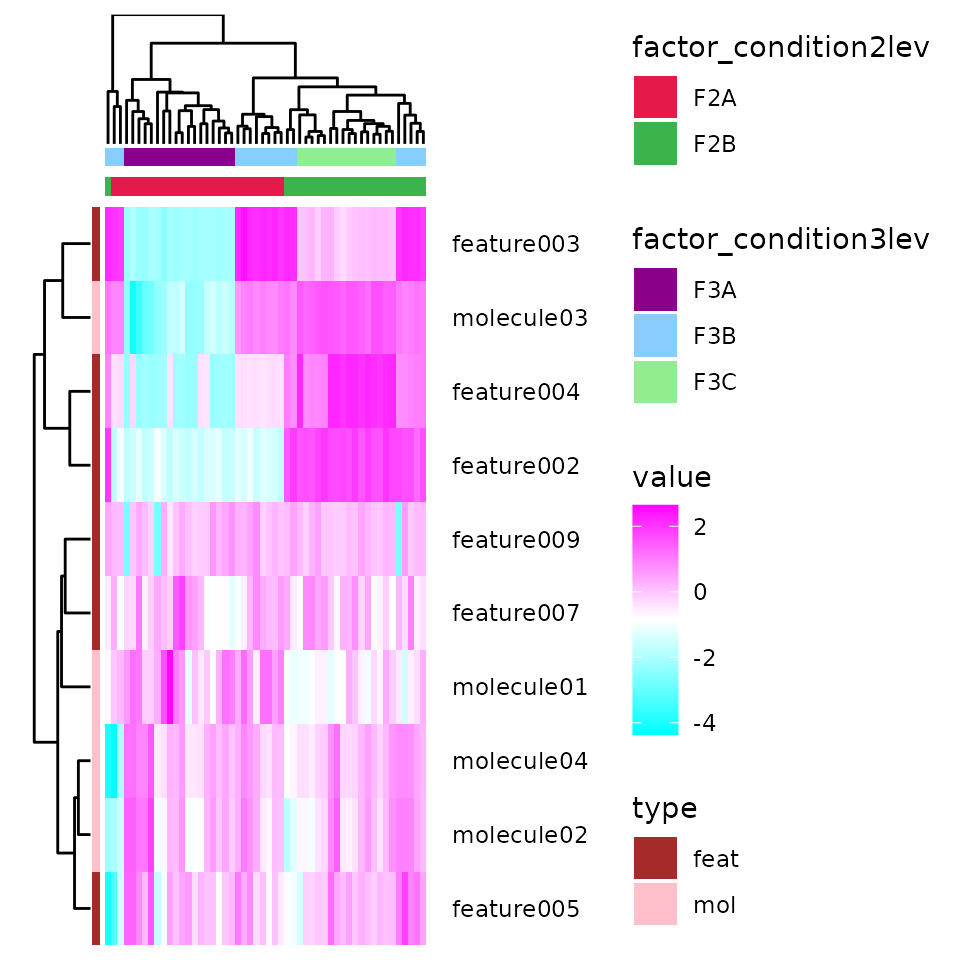 feature003
molecule03
feature004
feature002
feature009
feature007
molecule01
molecule04
molecule02
feature005
factor_condition2lev
F2A
F2B
factor_condition3lev
F3A
F3B
F3C
value
2
0
-2
-4
type
feat
mol